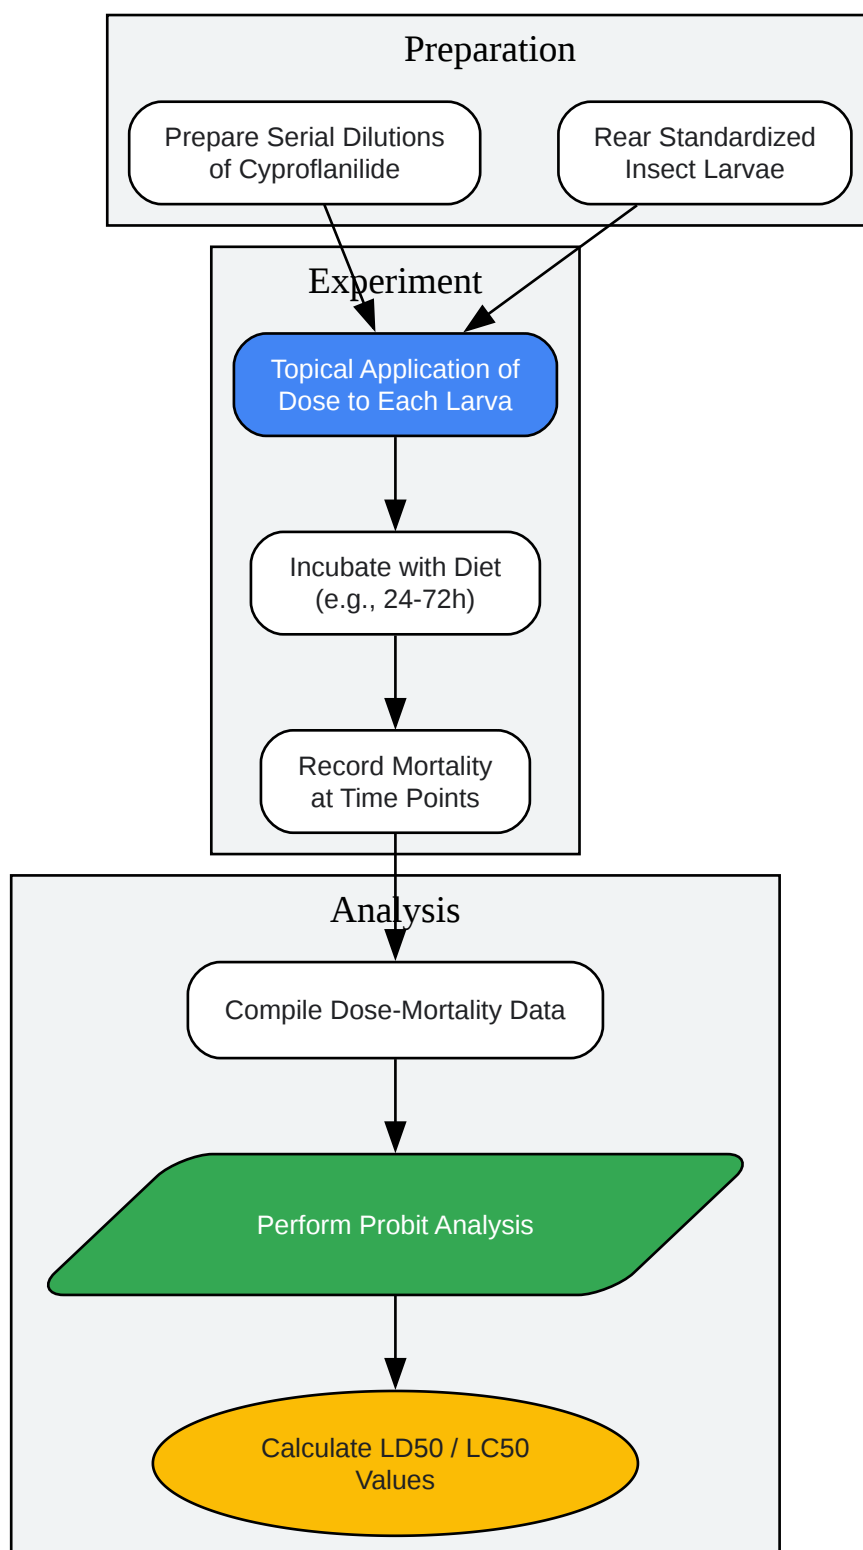 Preparation
Prepare Serial Dilutions
of Cyproflanilide
Rear Standardized
Insect Larvae
Experiment
Topical Application of
Dose to Each Larva
Incubate with Diet
(e.g., 24-72h)
Record Mortality
at Time Points
Analysis
Compile Dose-Mortality Data
Perform Probit Analysis
Calculate LD50 / LC50
Values